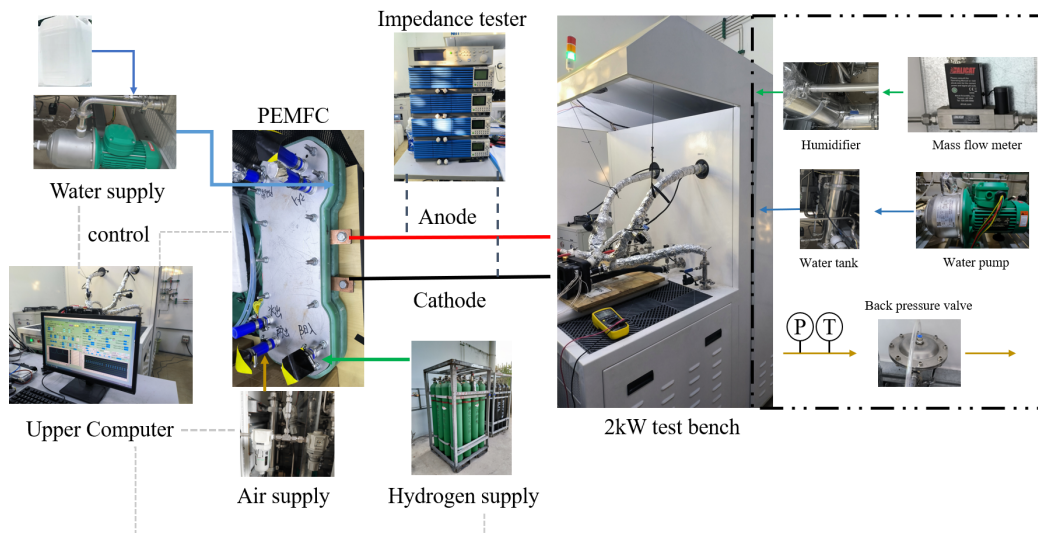 Impedance tester
PEMFC
Water supply
control
Anode
Cathode
Upper Computer
Air supply
Hydrogen supply
2kW test bench
Humidifier
Mass flow meter
Water tank
Water pump
Back pressure valve
P T